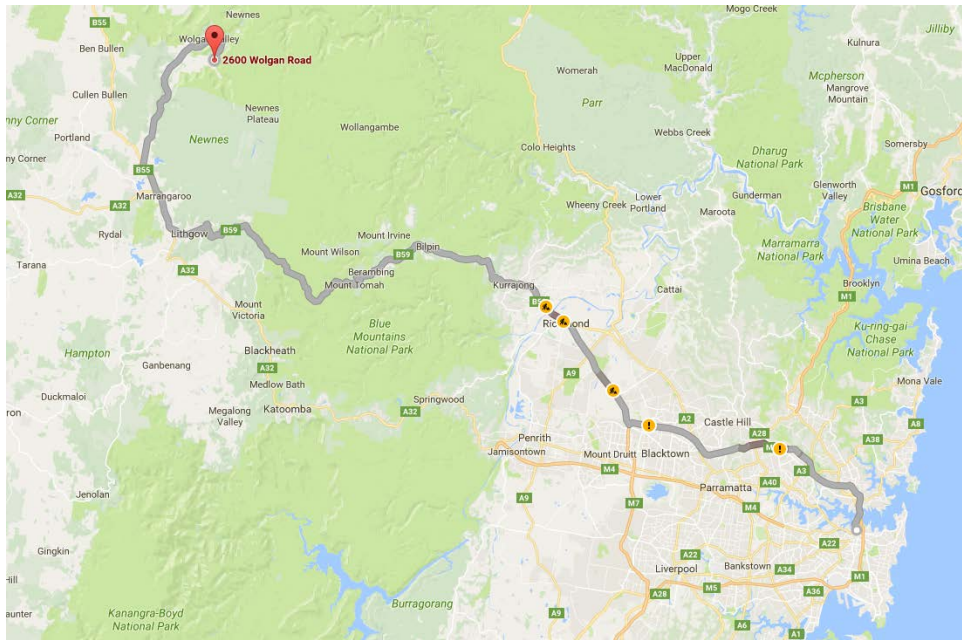 Newnes
Mogo Creek
Jilliby
B55
Wolgan Valley
Ben Bullen
2600 Wolgan Road
Upper
MacDonald
Kulnura
Womerah
Mcpherson
Mangrove
Mountain
Cullen Bullen
Newnes
Plateau
Parr
Wollangambe
nny Corner
Portland
Newnes
Webbs Creek
Colo Heights
Dharug
National Park
Somersby
nny Corner
B55
A32
Marrangaroo
A32
Wheeny Creek
Lower
Portland
Gunderman
Glenworth
Valley
M1
Gosford
Maroota
Brisbane
Water
National Park
Rydal
Lithgow
B59
Mount Irvine
Mount Wilson
B59
Bilpin
Marramarra
National Park
Umina Beach
Tarana
A32
Berambing
Mount Tomah
Kurrajong
Cattai
Brooklyn
M1
Mount
Victoria
Richmond
Blue
Mountains
National Park
Ku-ring-gai
Chase
National Park
Hampton
Blackheath
Ganbenang
A32
A9
Mona Vale
Medlow Bath
Duckmaloi
Springwood
A3
ron
Megalong
Valley
Katoomba
A32
A2
Castle Hill
A8
A28
A38
Penrith
Jamisontown
Mount Druitt
Blacktown
A3
M4
Parramatta
A40
Jenolan
A9
M7
M4
A22
Gingkin
A22
Liverpool
Bankstown
A34
M1
Hill
M5
A28
A36
aunter
Kanangra-Boyd
National Park
Burragorang
A9
A6
A1